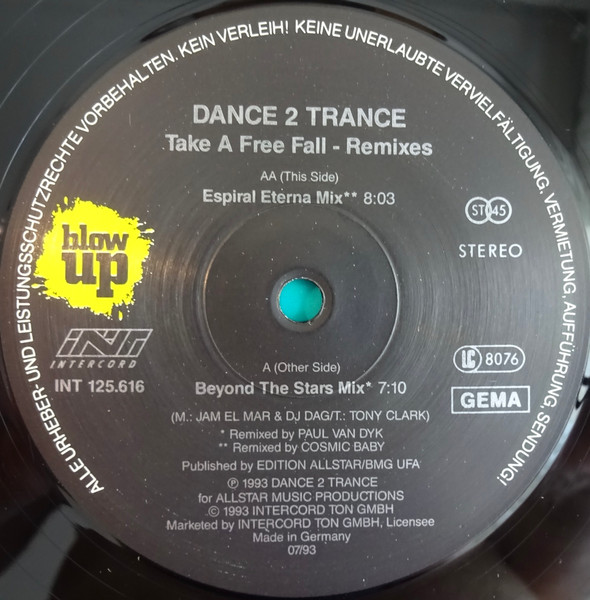 ALLE URHEBER- UND LEISTUNGSSCHUTZRECHTE VORBEHALTEN. KEIN VERLEIH! KEINE UNERLAUBTE VERVIELFÄLTIGUNG, VERMIETUNG, AUFFÜHRUNG, SENDUNG!
DANCE 2 TRANCE
Take A Free Fall - Remixes
AA (This Side)
Espiral Eterna Mix** 8:03
ST 45
STEREO
blow
up
INT
INTERCORD
INT 125.616
LC 8076
GEMA
A (Other Side)
Beyond The Stars Mix* 7:10
(M.: JAM EL MAR & DJ DAG/T.: TONY CLARK)
* Remixed by PAUL VAN DYK
** Remixed by COSMIC BABY
Published by EDITION ALLSTAR/BMG UFA
℗ 1993 DANCE 2 TRANCE
for ALLSTAR MUSIC PRODUCTIONS
© 1993 INTERCORD TON GMBH
Marketed by INTERCORD TON GMBH, Licensee
Made in Germany
07/93